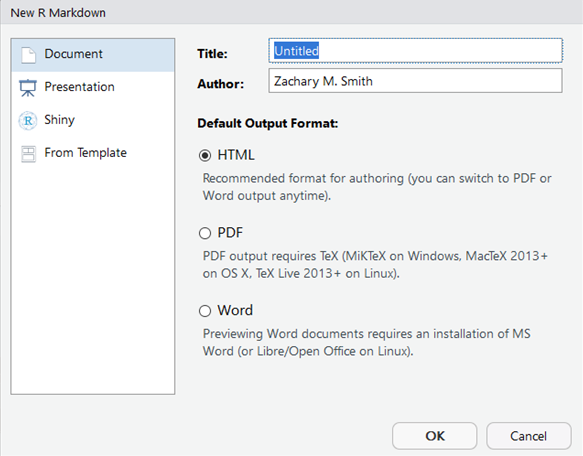 New R Markdown
Document
Presentation
Shiny
From Template
Title:
Untitled
Author:
Zachary M. Smith
Default Output Format:
HTML
Recommended format for authoring (you can switch to PDF or
Word output anytime).
PDF
PDF output requires TeX (MiKTeX on Windows, MacTeX 2013+
on OS X, TeX Live 2013+ on Linux).
Word
Previewing Word documents requires an installation of MS
Word (or Libre/Open Office on Linux).
OK
Cancel